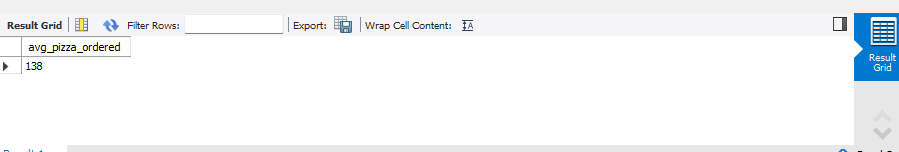 Result Grid Filter Rows: Export: Wrap Cell Content:
avg_pizza_ordered
138
Result
Grid